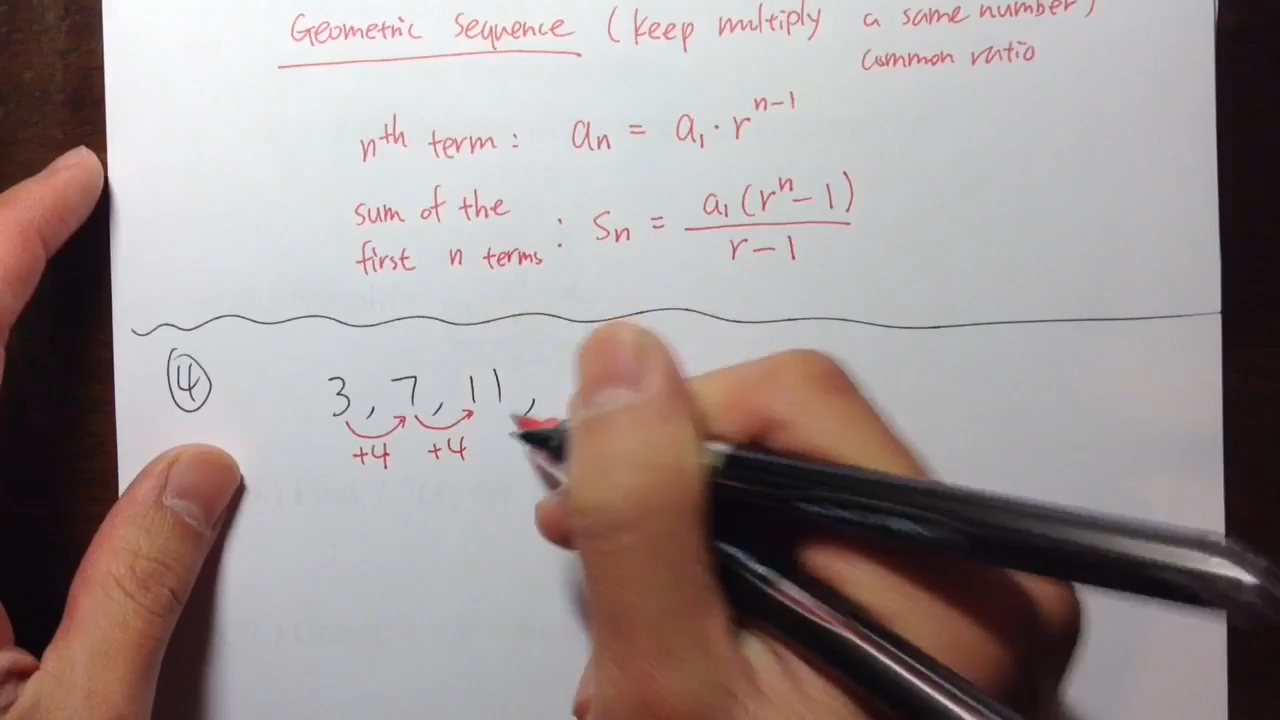 Geometric Sequence (keep multiply a same number)
common ratio
nth term: an = a1 · r^n-1
sum of the first n terms : Sn = a1 (r^n - 1) / r - 1
④ 3, 7, 11,
+4 +4